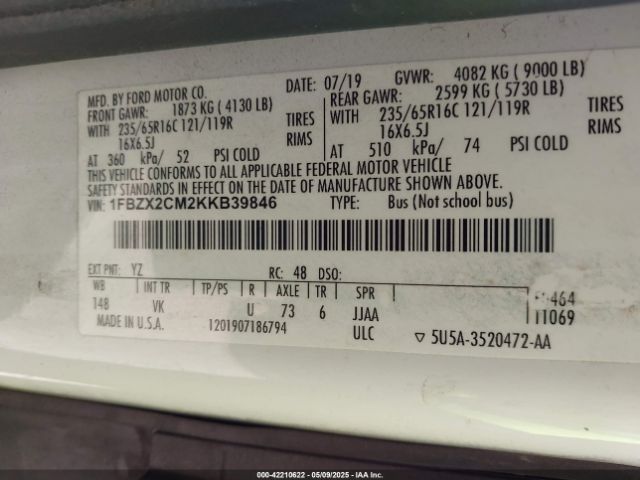 MFD. BY FORD MOTOR CO.
DATE: 07/19 GVWR: 4082 KG ( 9000 LB)
FRONT GAWR: 1873 KG ( 4130 LB)
REAR GAWR: 2599 KG ( 5730 LB)
WITH 235/65R16C 121/119R TIRES
WITH 235/65R16C 121/119R TIRES
16X6.5J RIMS
16X6.5J RIMS
AT 360 kPa/ 52 PSI COLD
AT 510 kPa/ 74 PSI COLD
THIS VEHICLE CONFORMS TO ALL APPLICABLE FEDERAL MOTOR VEHICLE
SAFETY STANDARDS IN EFFECT ON THE DATE OF MANUFACTURE SHOWN ABOVE.
VIN: 1FBZX2CM2KKB39846 TYPE: Bus (Not school bus)
EXT PNT: YZ RC: 48 DSO:
WB INT TR TP/PS R AXLE TR SPR
148 VK U 73 6 JJAA
464
11069
MADE IN U.S.A. 1201907186794 ULC ▽ 5U5A-3520472-AA
000-42210622 05/09/2025 IAA Inc.